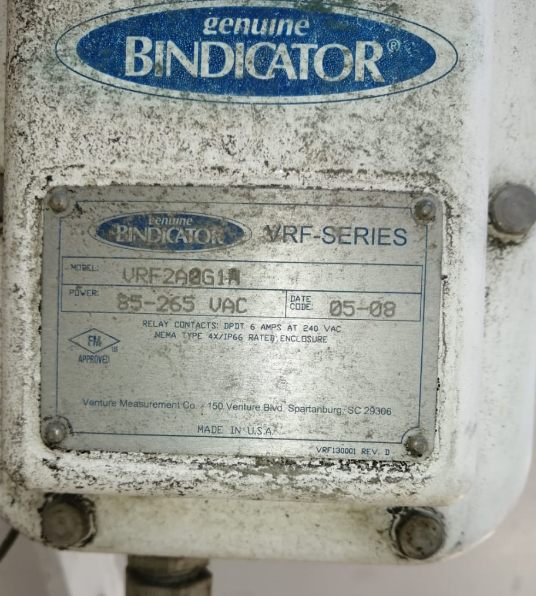 genuine
BINDICATOR®
genuine
BINDICATOR
VRF-SERIES
MODEL:
POWER: 85-265 VAC DATE CODE: 05-08
RELAY CONTACTS: DPDT 6 AMPS AT 240 VAC
NEMA TYPE 4X/IP66 RATED ENCLOSURE
FM
APPROVED
Venture Measurement Co. - 150 Venture Blvd. Spartanburg, SC 29306
MADE IN U.S.A.
VRF130001 REV. D